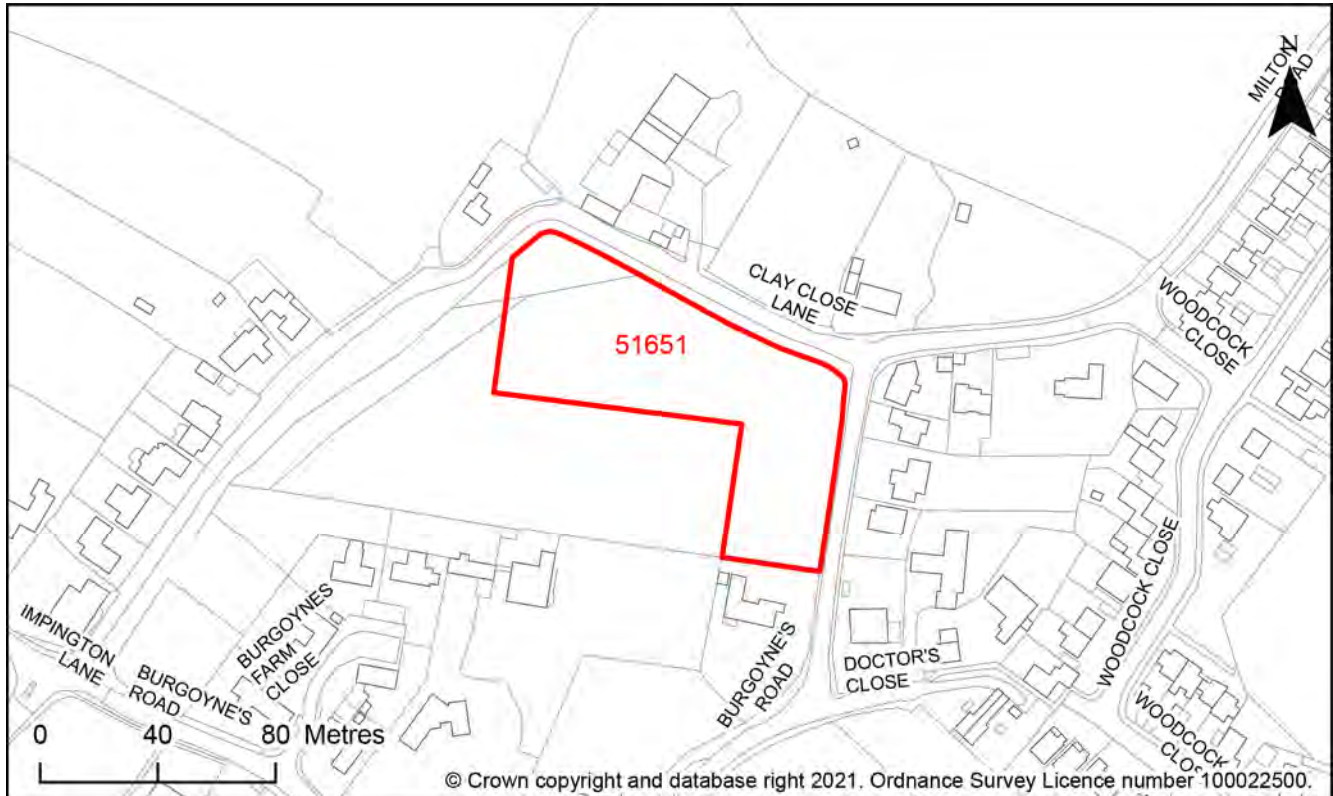 MILTON
ROAD
N
CLAY CLOSE
LANE
WOODCOCK
CLOSE
51651
WOODCOCK CLOSE
IMPINGTON
LANE
BURGOYNE'S
ROAD
BURGOYNES
FARM
CLOSE
BURGOYNE'S
ROAD
DOCTOR'S
CLOSE
WOODCOCK
CLOSE
0 40 80 Metres
© Crown copyright and database right 2021. Ordnance Survey Licence number 100022500.